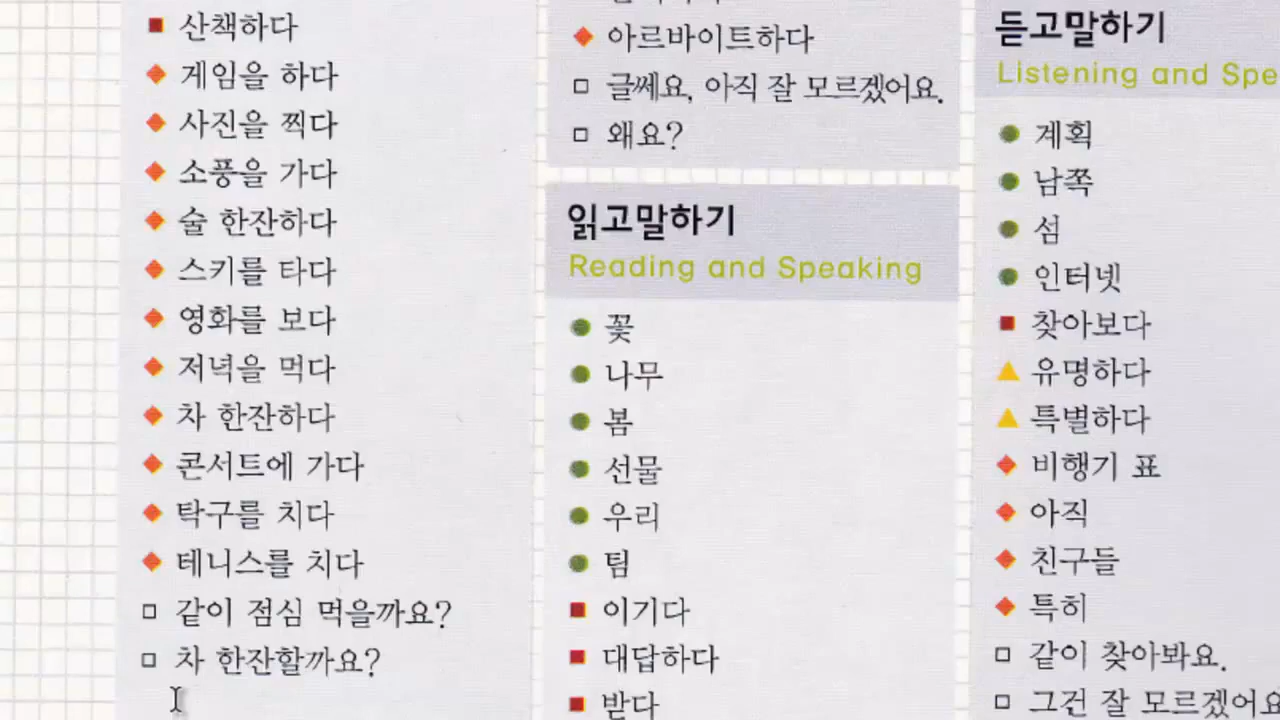 산책하다
게임을 하다
사진을 찍다
소풍을 가다
술 한잔하다
스키를 타다
영화를 보다
저녁을 먹다
차 한잔하다
콘서트에 가다
탁구를 치다
테니스를 치다
같이 점심 먹을까요?
차 한잔할까요?
아르바이트하다
글쎄요, 아직 잘 모르겠어요.
왜요?
읽고말하기
Reading and Speaking
꽃
나무
봄
선물
우리
팀
이기다
대답하다
받다
듣고말하기
Listening and Spe
계획
남쪽
섬
인터넷
찾아보다
유명하다
특별하다
비행기 표
아직
친구들
특히
같이 찾아봐요.
그건 잘 모르겠어요